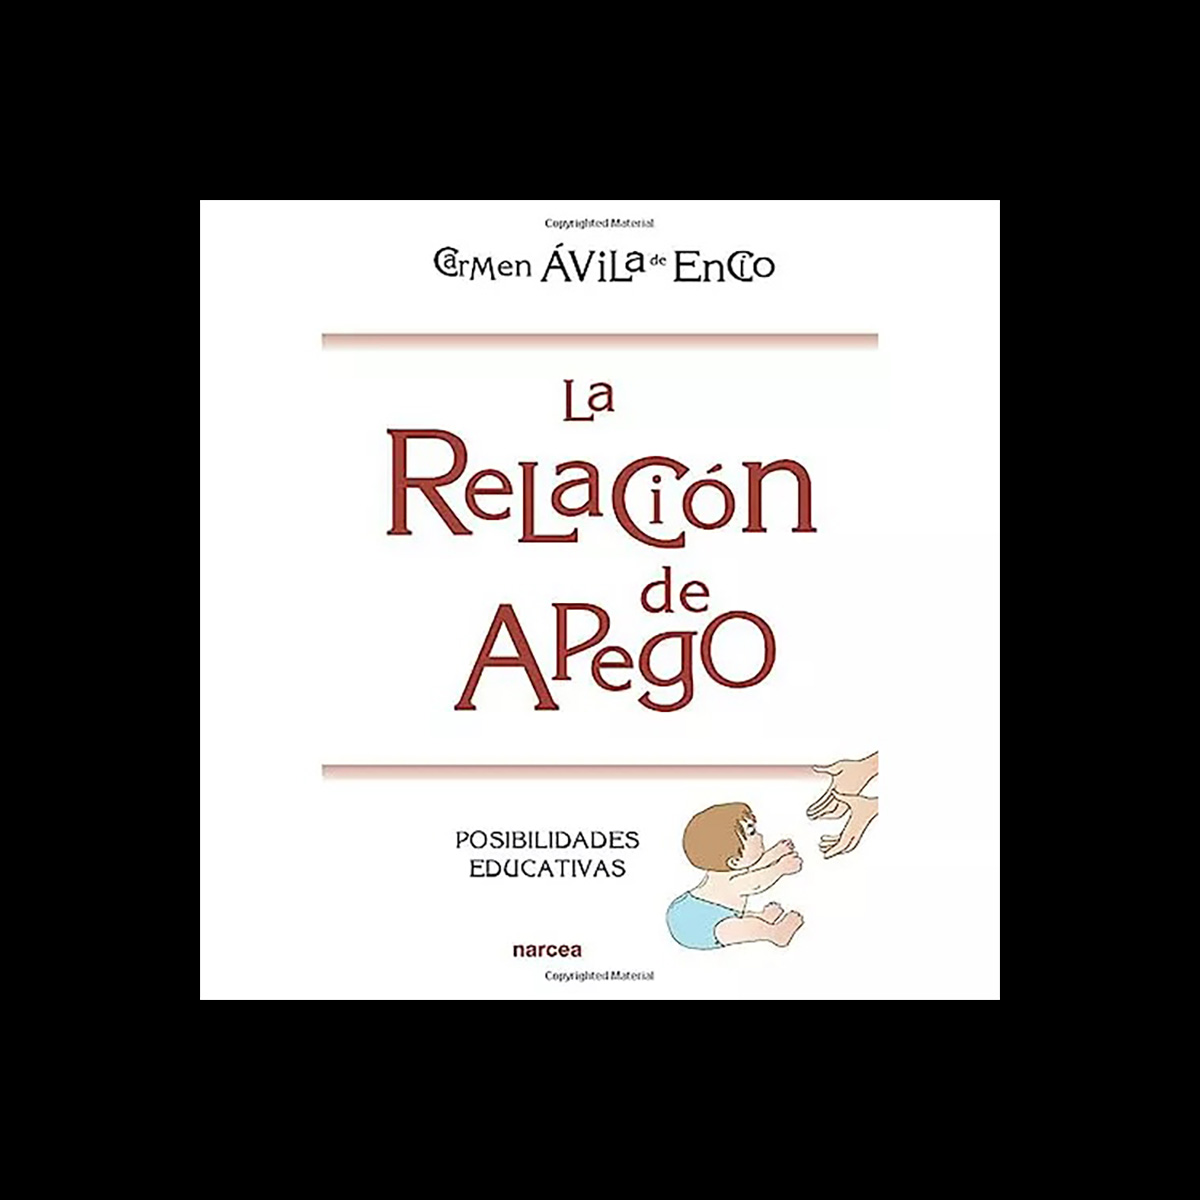 Copyrighted Material
Carmen ÁViLa de Encio
La
ReLación
de
APego
POSIBILIDADES
EDUCATIVAS
narcea
Copyrighted Material